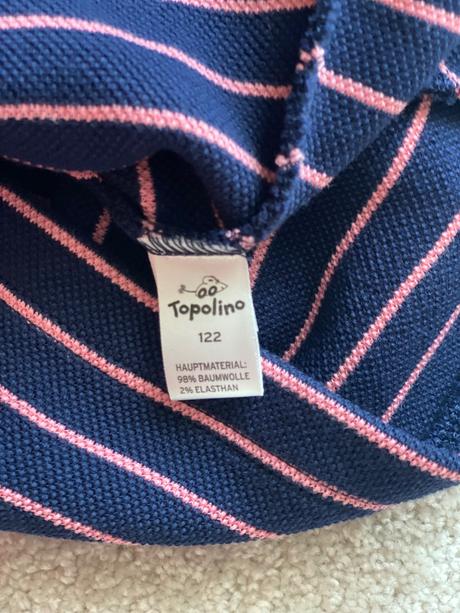 Topolino
122
HAUPTMATERIAL:
98% BAUMWOLLE
2% ELASTHAN